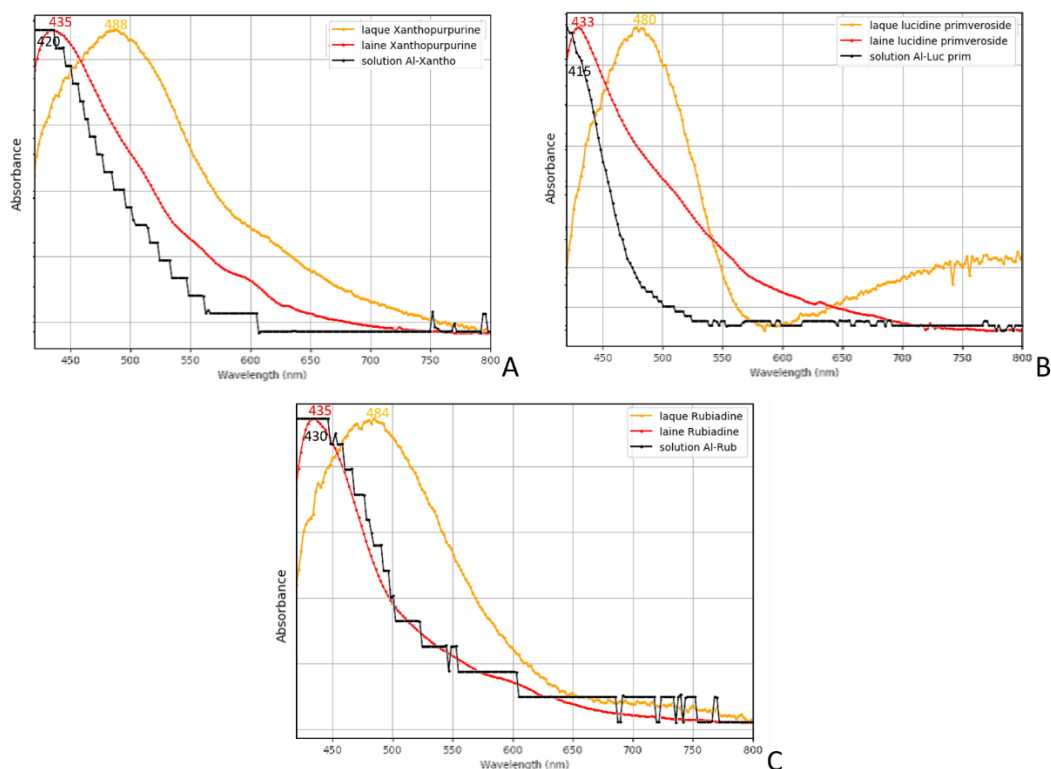 435
488
420
laque Xanthopurpurine
laine Xanthopurpurine
solution Al-Xantho
Absorbance
450 500 550 600 650 700 750 800
Wavelength (nm)
A
433
480
415
laque lucidine primveroside
laine lucidine primveroside
solution Al-Luc prim
Absorbance
450 500 550 600 650 700 750 800
Wavelength (nm)
B
435
484
430
laque Rubiadine
laine Rubiadine
solution Al-Rub
Absorbance
450 500 550 600 650 700 750 800
Wavelength (nm)
C